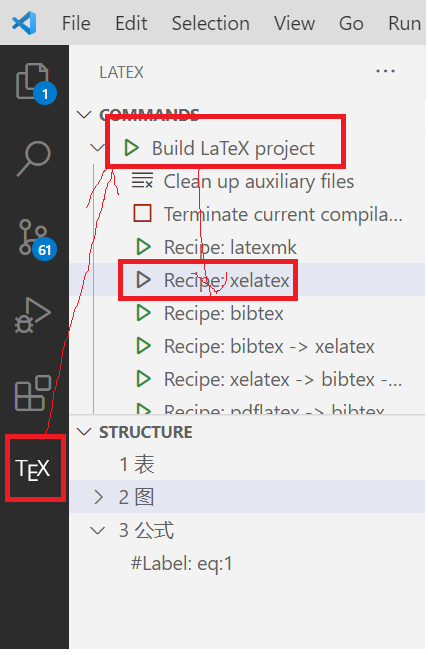 File Edit Selection View Go Run
LATEX ...
COMMANDS
Build LaTeX project
1
Clean up auxiliary files
Terminate current compila...
61
Recipe: latexmk
Recipe: xelatex
Recipe: bibtex
Recipe: bibtex -> xelatex
Recipe: xelatex -> bibtex -...
Recipe: pdflatex -> bibtex
STRUCTURE
TEX
1 表
2 图
3 公式
#Label: eq:1